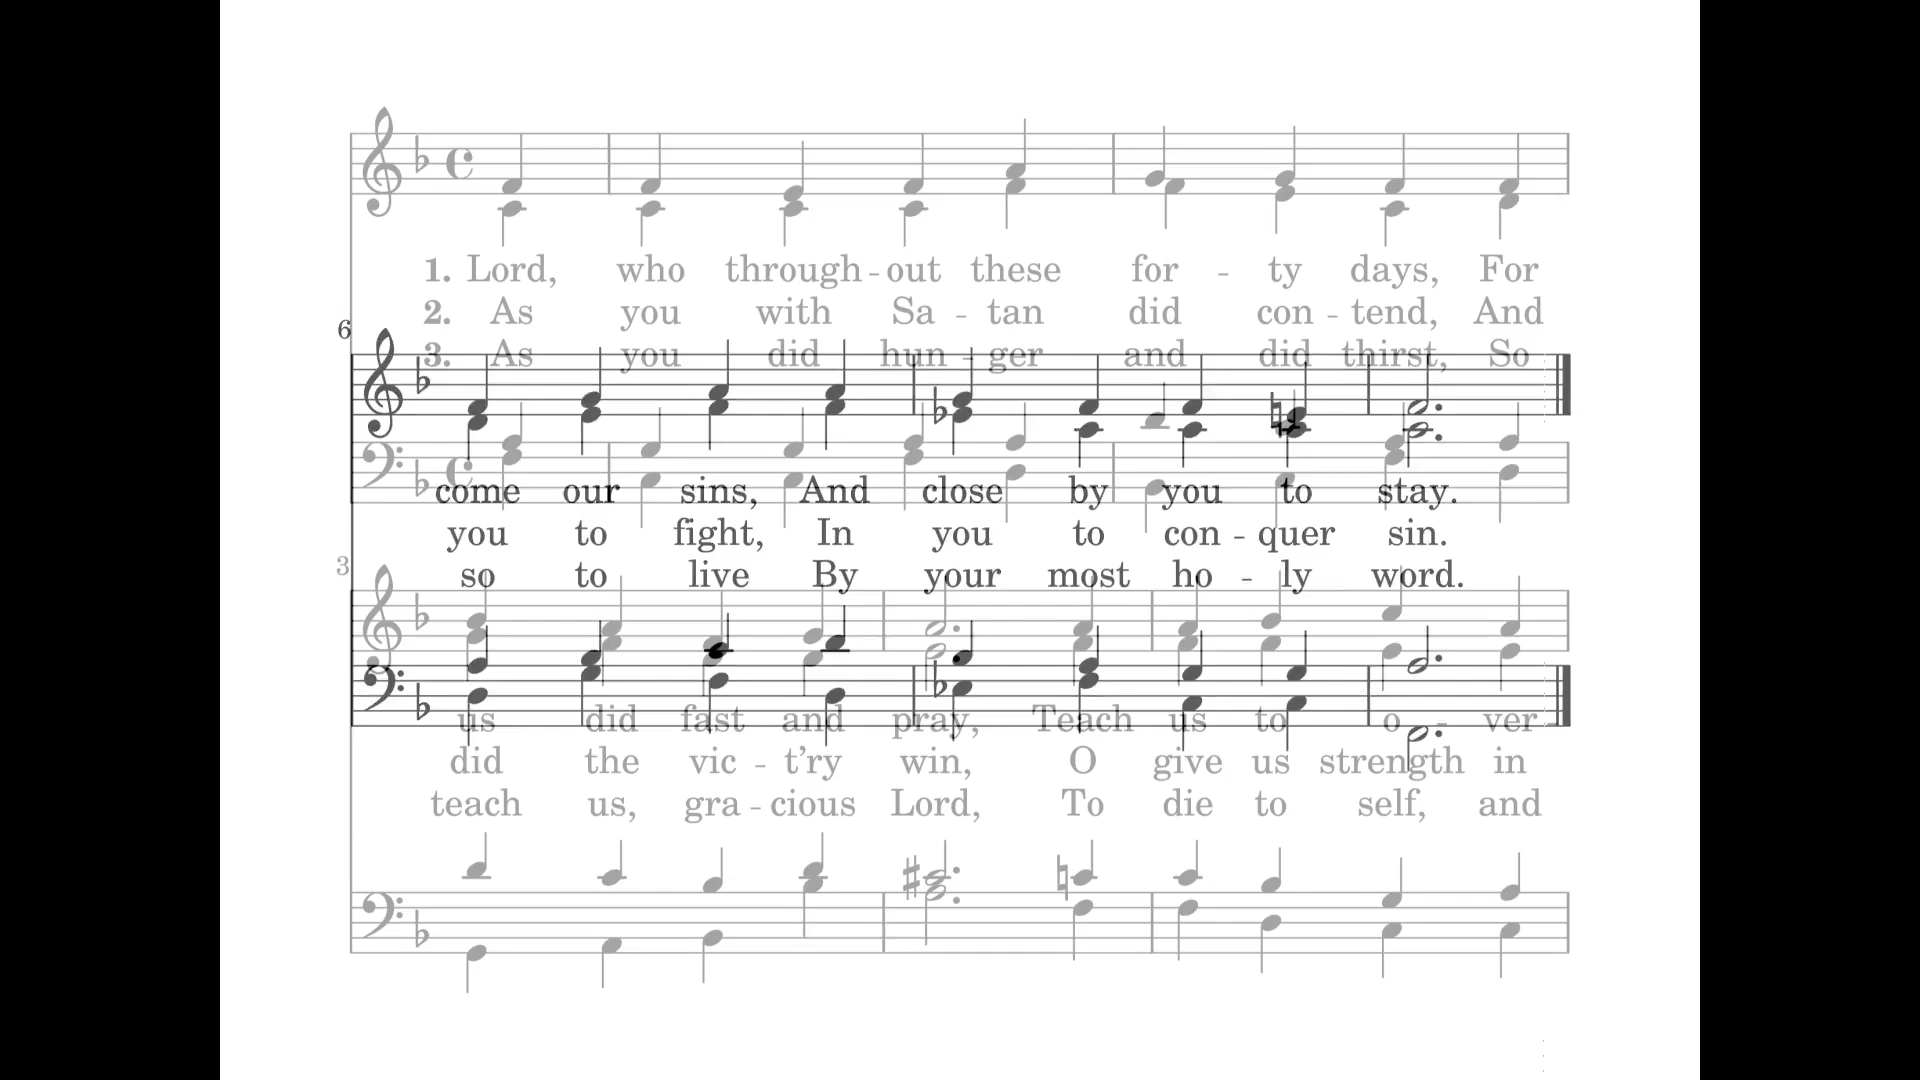 1. Lord, who through - out these for - ty days, For
2. As you with Sa - tan did con - tend, And
6
3. As you did hun - ger and did thirst, So
come our sins, And close by you to stay.
you to fight, In you to con - quer sin.
3
so to live By your most ho - ly word.
us did fast and pray, Teach us to o - ver
did the vic - t’ry win, O give us strength in
teach us, gra - cious Lord, To die to self, and